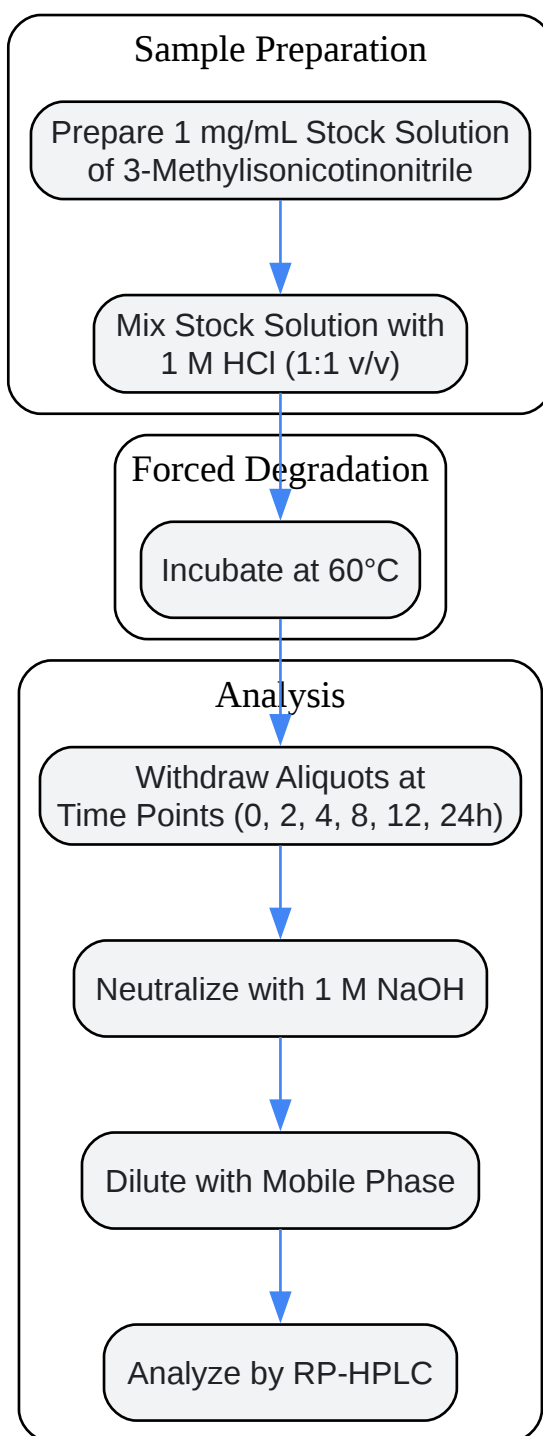 Sample Preparation
Prepare 1 mg/mL Stock Solution
of 3-Methylisonicotinonitrile
Mix Stock Solution with
1 M HCl (1:1 v/v)
Forced Degradation
Incubate at 60°C
Analysis
Withdraw Aliquots at
Time Points (0, 2, 4, 8, 12, 24h)
Neutralize with 1 M NaOH
Dilute with Mobile Phase
Analyze by RP-HPLC